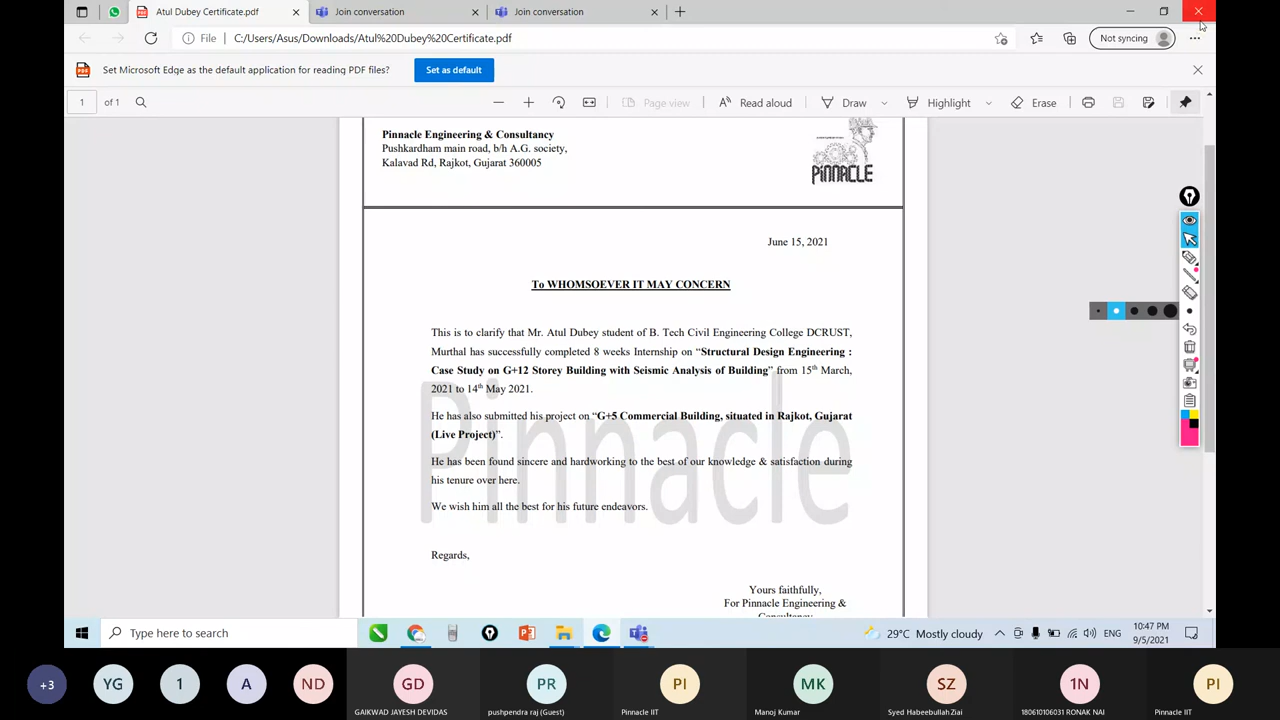 Atul Dubey Certificate.pdf
Join conversation
Join conversation
File
C:/Users/Asus/Downloads/Atul%20Dubey%20Certificate.pdf
Not syncing
Set Microsoft Edge as the default application for reading PDF files?
Set as default
1 of 1
Page view
Read aloud
Draw
Highlight
Erase
Pinnacle Engineering & Consultancy
Pushkardham main road, b/h A.G. society,
Kalavad Rd, Rajkot, Gujarat 360005
PiNNACLE
June 15, 2021
To WHOMSOEVER IT MAY CONCERN
This is to clarify that Mr. Atul Dubey student of B. Tech Civil Engineering College DCRUST,
Murthal has successfully completed 8 weeks Internship on “Structural Design Engineering :
Case Study on G+12 Storey Building with Seismic Analysis of Building” from 15th March,
2021 to 14th May 2021.
He has also submitted his project on “G+5 Commercial Building, situated in Rajkot, Gujarat
(Live Project)”.
He has been found sincere and hardworking to the best of our knowledge & satisfaction during
his tenure over here.
We wish him all the best for his future endeavors.
Pinnacle
Regards,
Yours faithfully,
For Pinnacle Engineering &
Consultancy
Type here to search
29°C Mostly cloudy
ENG
10:47 PM
9/5/2021
+3
YG
1
A
ND
GD
PR
PI
MK
SZ
1N
PI
GAIKWAD JAYESH DEVIDAS
pushpendra raj (Guest)
Pinnacle IIT
Manoj Kumar
Syed Habeebullah Ziai
180610106031 RONAK NAI
Pinnacle IIT